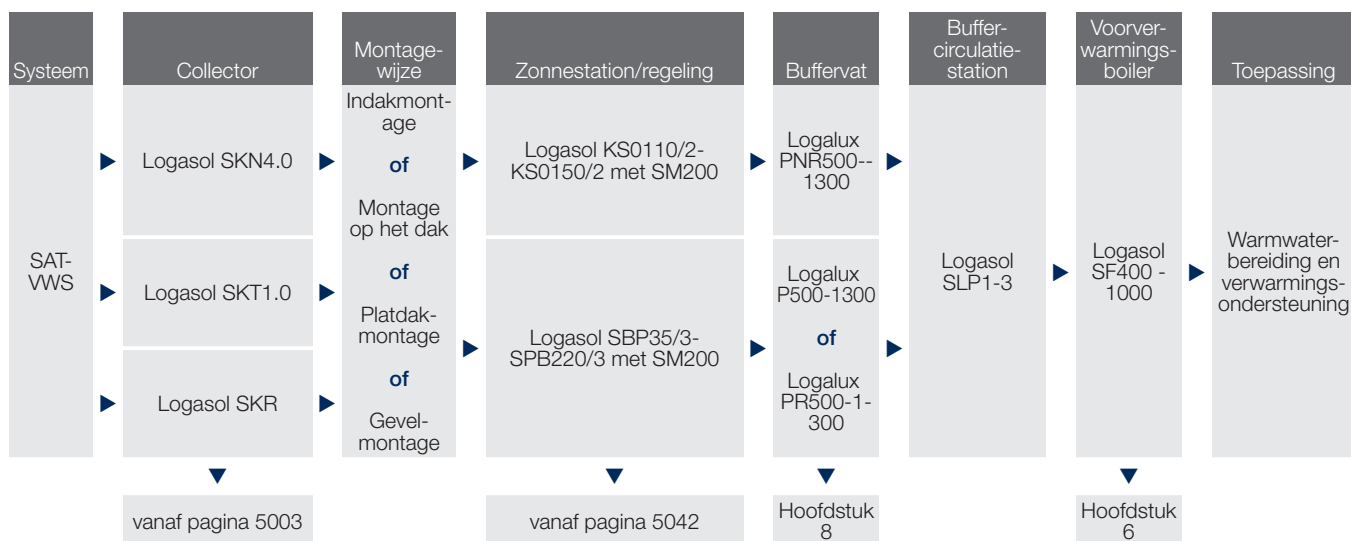 Systeem
Collector
Montage-
wijze
Zonnestation/regeling
Buffervat
Buffer-
circulatie-
station
Voorver-
warmings-
boiler
Toepassing
SAT-
VWS
Logasol SKN4.0
Logasol SKT1.0
Logasol SKR
Indakmont-
age
of
Montage
op het dak
of
Platdak-
montage
of
Gevel-
montage
Logasol KS0110/2-
KS0150/2 met SM200
Logasol SBP35/3-
SPB220/3 met SM200
Logalux
PNR500--
1300
Logalux
P500-1300
of
Logalux
PR500-1-
300
Logasol
SLP1-3
Logasol
SF400 -
1000
Warmwater-
bereiding en
verwarmings-
ondersteuning
vanaf pagina 5003
vanaf pagina 5042
Hoofdstuk
8
Hoofdstuk
6